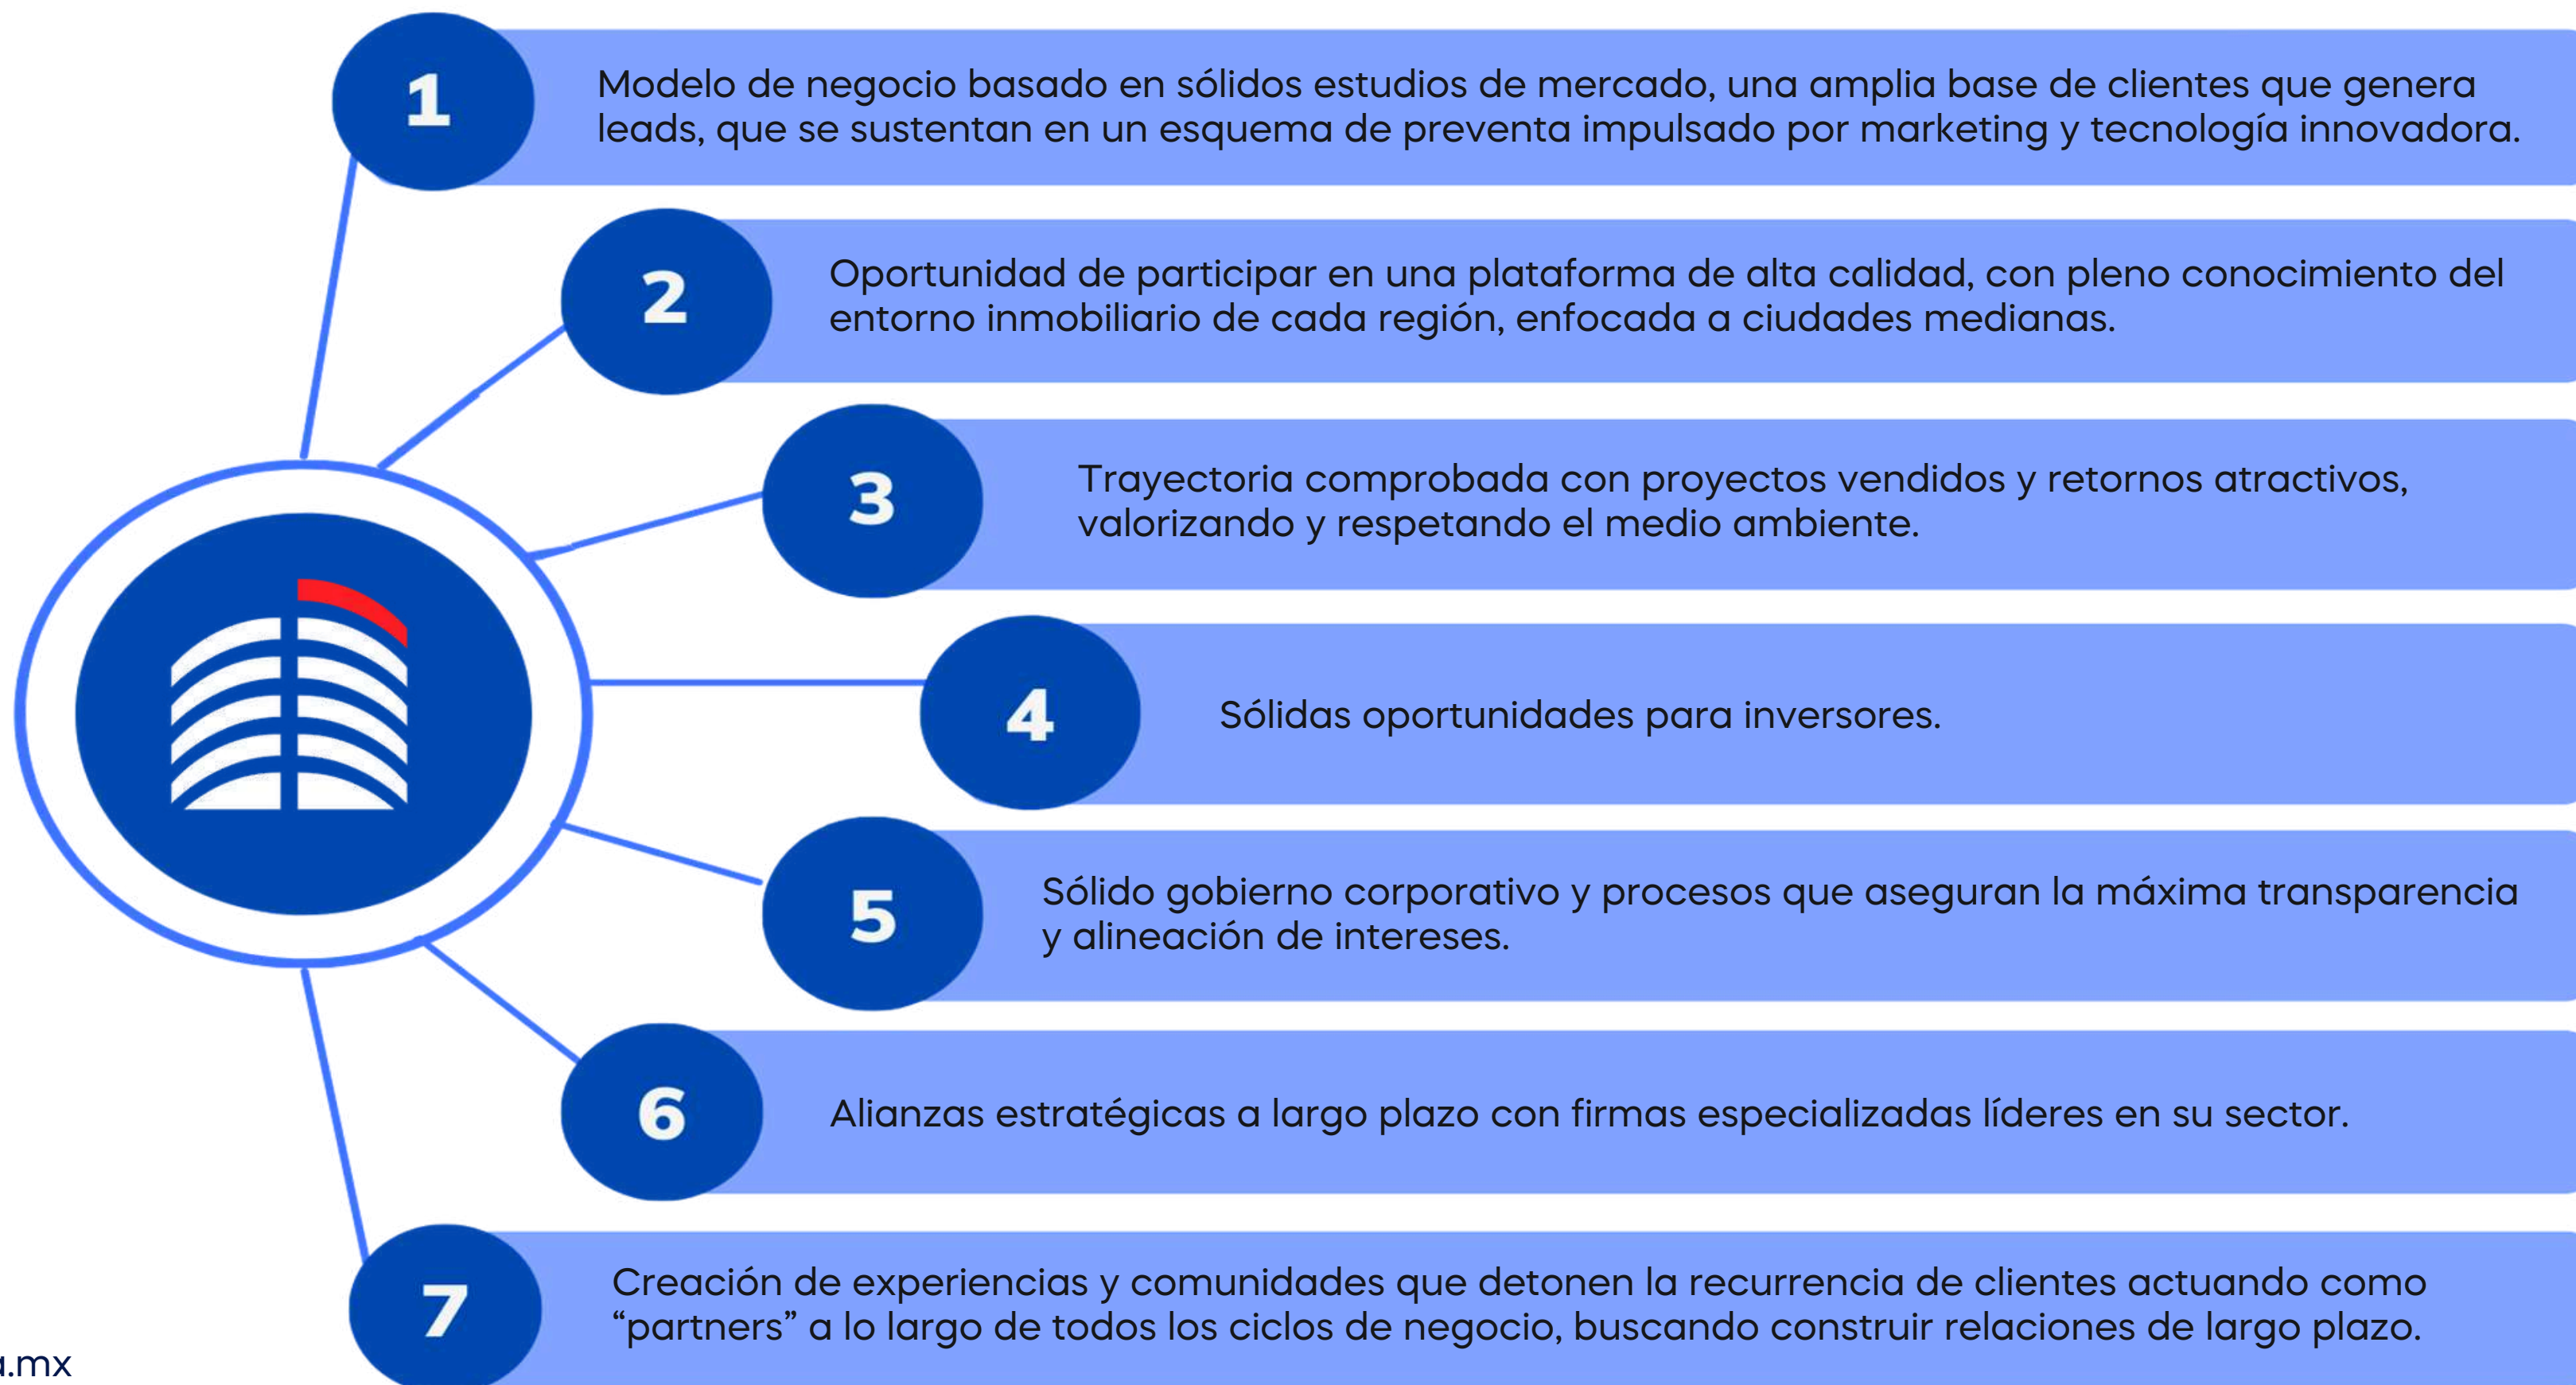 1
Modelo de negocio basado en sólidos estudios de mercado, una amplia base de clientes que genera
leads, que se sustentan en un esquema de preventa impulsado por marketing y tecnología innovadora.
2
Oportunidad de participar en una plataforma de alta calidad, con pleno conocimiento del
entorno inmobiliario de cada región, enfocada a ciudades medianas.
3
Trayectoria comprobada con proyectos vendidos y retornos atractivos,
valorizando y respetando el medio ambiente.
4
Sólidas oportunidades para inversores.
5
Sólido gobierno corporativo y procesos que aseguran la máxima transparencia
y alineación de intereses.
6
Alianzas estratégicas a largo plazo con firmas especializadas líderes en su sector.
7
Creación de experiencias y comunidades que detonen la recurrencia de clientes actuando como
“partners” a lo largo de todos los ciclos de negocio, buscando construir relaciones de largo plazo.
.mx